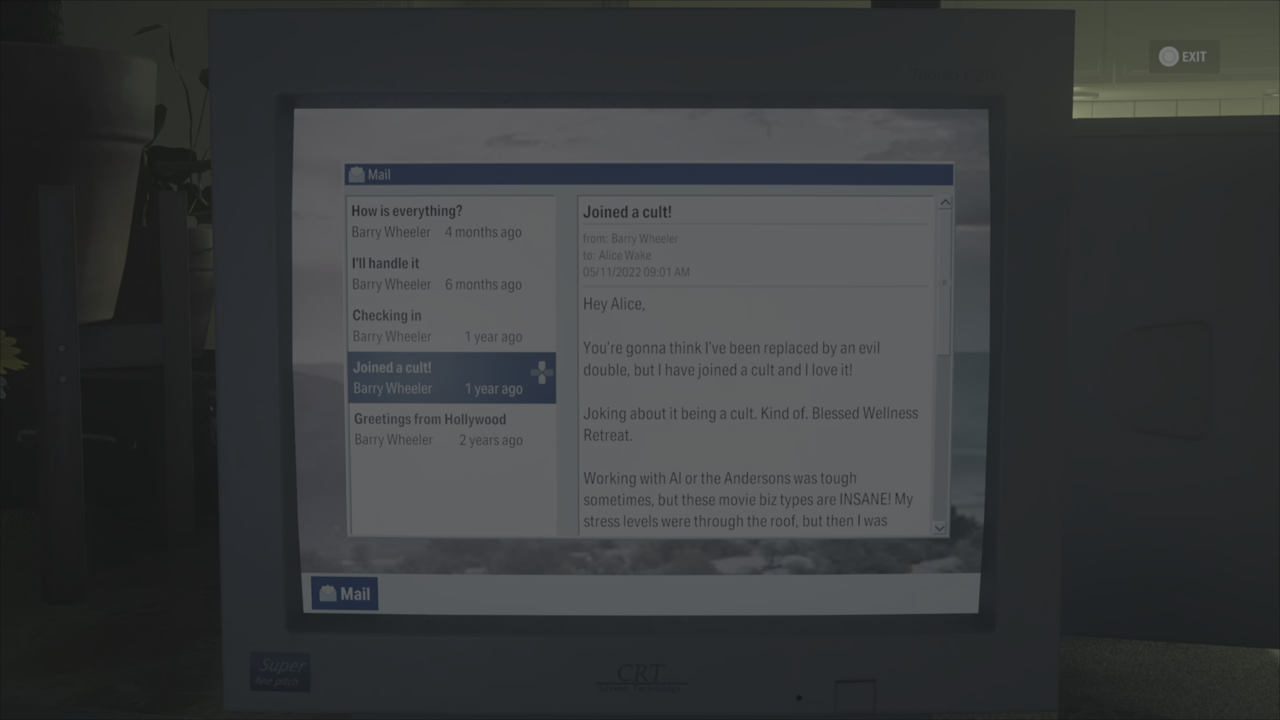 EXIT
Mail
How is everything?
Barry Wheeler 4 months ago
I'll handle it
Barry Wheeler 6 months ago
Checking in
Barry Wheeler 1 year ago
Joined a cult!
Barry Wheeler 1 year ago
Greetings from Hollywood
Barry Wheeler 2 years ago
Joined a cult!
from: Barry Wheeler
to: Alice Wake
05/11/2022 09:01 AM
Hey Alice,
You're gonna think I've been replaced by an evil
double, but I have joined a cult and I love it!
Joking about it being a cult. Kind of. Blessed Wellness
Retreat.
Working with Al or the Andersons was tough
sometimes, but these movie biz types are INSANE! My
stress levels were through the roof, but then I was
Mail
Super
fine pitch
CRT